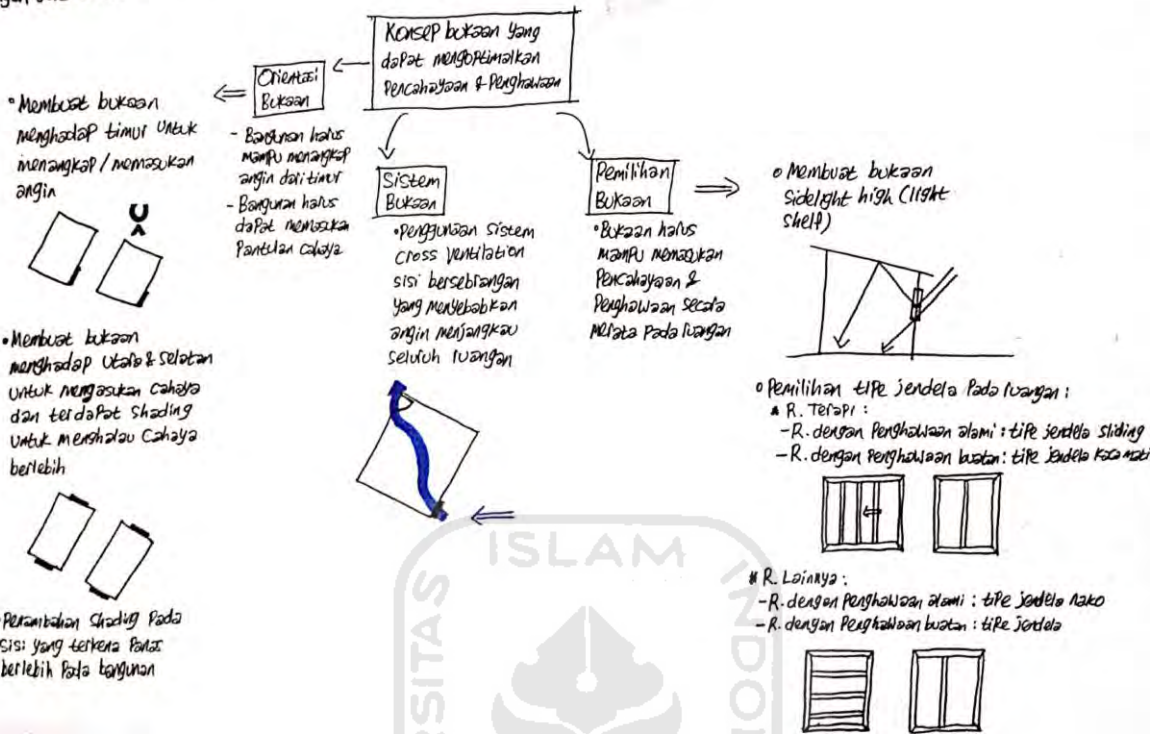 Konsep bukaan yang
dapat mengoptimalkan
Pencahayaan & Penghawaan
Orientasi
Bukaan
- Bangunan harus
mampu menangkap
angin dari timur
- Bangunan harus
dapat memasukan
Pantulan cahaya
• Membuat bukaan
menghadap timur untuk
menangkap / memasukan
angin
U
• Membuat bukaan
menghadap utara & selatan
untuk mengasukan cahaya
dan terdapat shading
untuk menghalau cahaya
berlebih
Penambahan shading Pada
sisi yang terkena Panas
berlebih Pada bangunan
Sistem
Bukaan
• Penggunaan sistem
cross ventilation
sisi bersebrangan
yang menyebabkan
angin menjangkau
seluruh ruangan
Pemilihan
Bukaan
• Bukaan harus
mampu memasukan
Pencahayaan &
Penghawaan secara
merata pada ruangan
• Membuat bukaan
Sidelight high (light
shelf)
• Pemilihan tipe jendela Pada ruangan :
R. Terapi :
- R. dengan Penghawaan alami : tipe jendela sliding
- R. dengan Penghawaan buatan : tipe jendela kaca mati
R. Lainnya :
- R. dengan Penghawaan alami : tipe jendela nako
- R. dengan Penghawaan buatan : tipe jendela
ISLAM